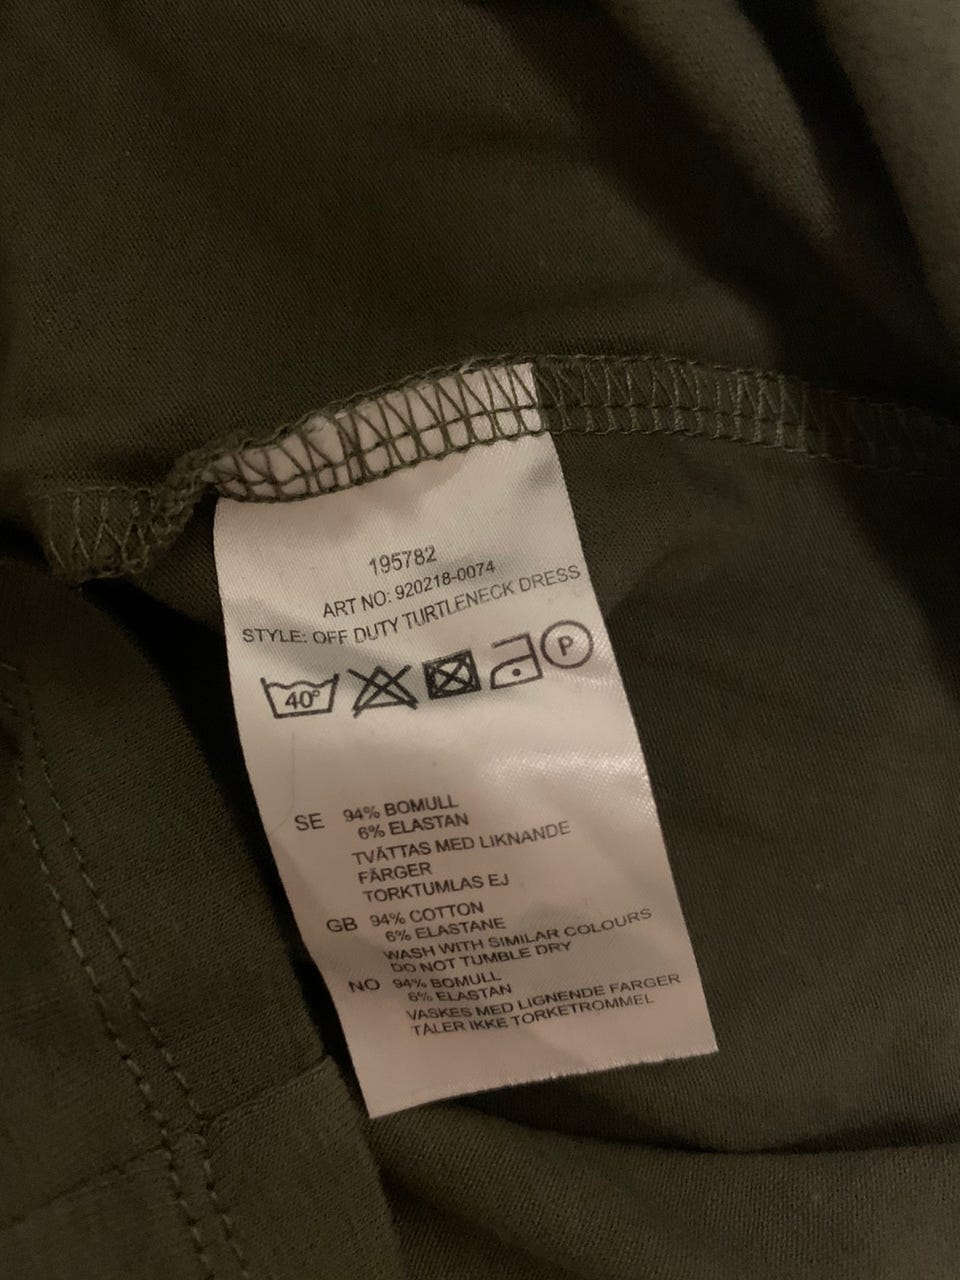 195782
ART NO: 920218-0074
STYLE: OFF DUTY TURTLENECK DRESS
40° P
SE 94% BOMULL
6% ELASTAN
TVÄTTAS MED LIKNANDE
FÄRGER
TORKTUMLAS EJ
GB 94% COTTON
6% ELASTANE
WASH WITH SIMILAR COLOURS
DO NOT TUMBLE DRY
NO 94% BOMULL
6% ELASTAN
VASKES MED LIGNENDE FARGER
TÅLER IKKE TORKETROMMEL